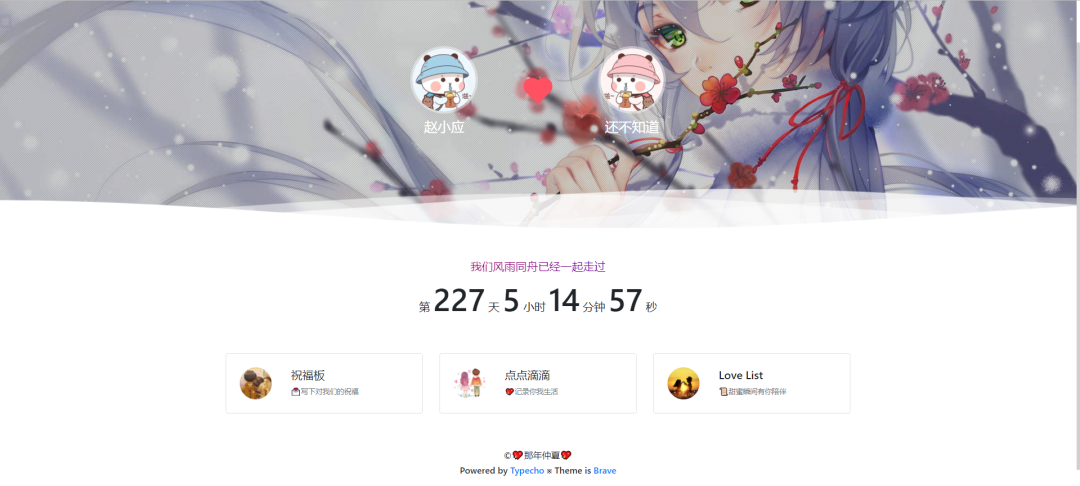 赵小应
还不知道
我们风雨同舟已经一起走过
第 227 天 5 小时 14 分钟 57 秒
祝福板
💌写下对我们的祝福
点点滴滴
💖记录你我生活
Love List
📜甜蜜瞬间有你陪伴
©💖那年仲夏💖
Powered by Typecho ※ Theme is Brave